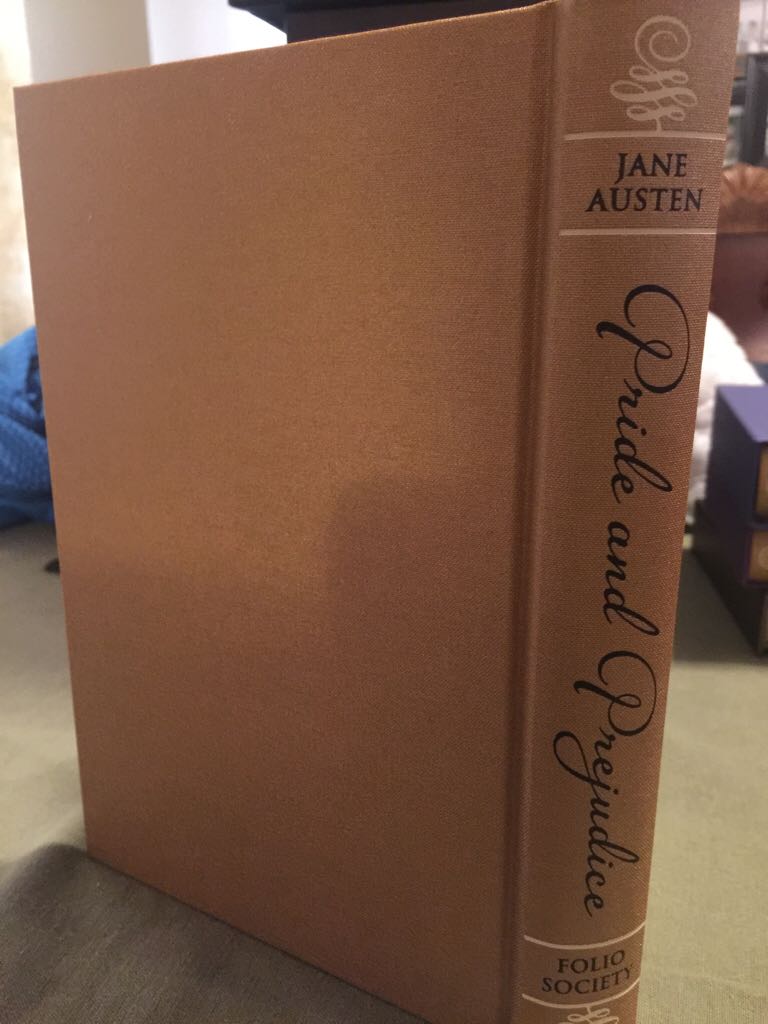 JANE
AUSTEN
Pride and Prejudice
FOLIO
SOCIETY